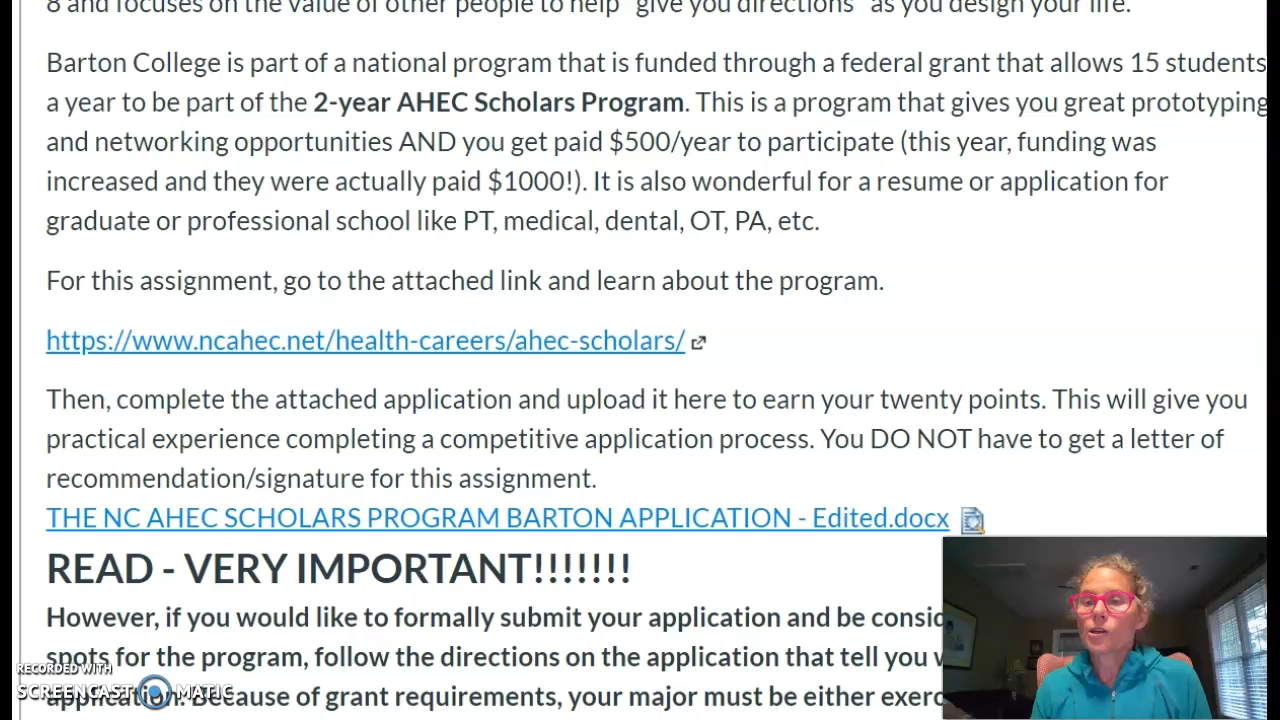 8 and focuses on the value of other people to help "give you directions" as you design your life.
Barton College is part of a national program that is funded through a federal grant that allows 15 students
a year to be part of the 2-year AHEC Scholars Program. This is a program that gives you great prototyping
and networking opportunities AND you get paid $500/year to participate (this year, funding was
increased and they were actually paid $1000!). It is also wonderful for a resume or application for
graduate or professional school like PT, medical, dental, OT, PA, etc.
For this assignment, go to the attached link and learn about the program.
https://www.ncahec.net/health-careers/ahec-scholars/
Then, complete the attached application and upload it here to earn your twenty points. This will give you
practical experience completing a competitive application process. You DO NOT have to get a letter of
recommendation/signature for this assignment.
THE NC AHEC SCHOLARS PROGRAM BARTON APPLICATION - Edited.docx
READ - VERY IMPORTANT!!!!!!!
However, if you would like to formally submit your application and be
spots for the program, follow the directions on the application that tell you
RECORDED WITH
SCREENCAST MATIC
application. Because of grant requirements, your major must be either